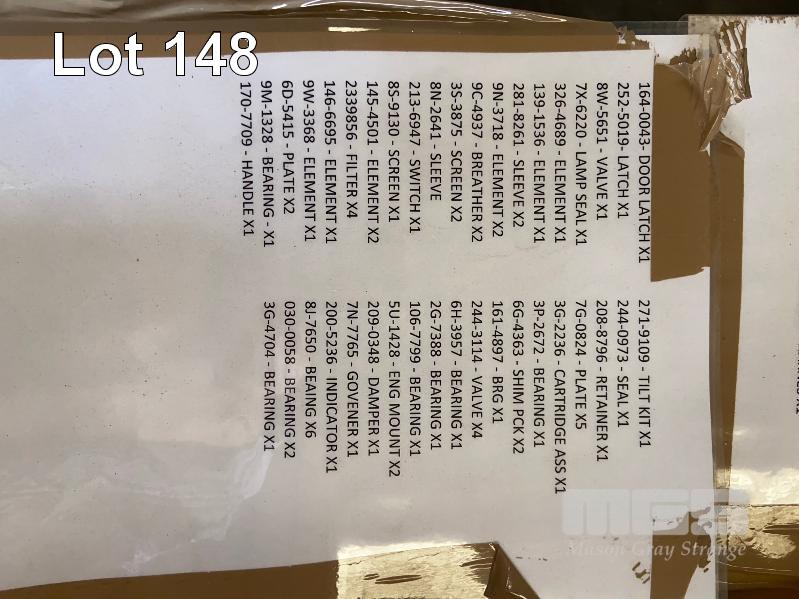 Lot 148
164-0043- DOOR LATCH X1
252-5019- LATCH X1
8W-5651 - VALVE X1
7X-6220 - LAMP SEAL X1
326-4689 - ELEMENT X1
139-1536 - ELEMENT X1
281-8261 - SLEEVE X2
9N-3718 - ELEMENT X2
9C-4937 - BREATHER X2
3S-3875 - SCREEN X2
8N-2641 - SLEEVE
213-6947 - SWITCH X1
8S-9130 - SCREEN X1
145-4501 - ELEMENT X2
2339856 - FILTER X4
146-6695 - ELEMENT X1
9W-3368 - ELEMENT X1
6D-5415 - PLATE X2
9M-1328 - BEARING - X1
170-7709 - HANDLE X1
271-9109 - TILT KIT X1
244-0973 - SEAL X1
208-8796 - RETAINER X1
7G-0824 - PLATE X5
3G-2236 - CARTRIDGE ASS X1
3P-2672 - BEARING X1
6G-4363 - SHIM PCK X2
161-4897 - BRG X1
244-3114 - VALVE X4
6H-3957 - BEARING X1
2G-7388 - BEARING X1
106-7799 - BEARING X1
5U-1428 - ENG MOUNT X2
209-0348 - DAMPER X1
7N-7765 - GOVENER X1
200-5236 - INDICATOR X1
8J-7650 - BEAING X6
030-0058 - BEARING X2
3G-4704 - BEARING X1
MGS
Mason Gray Strange